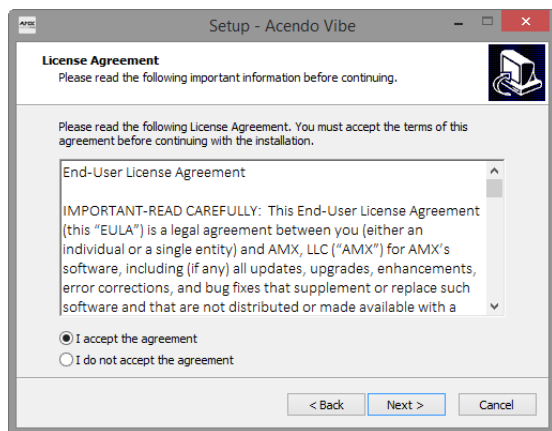 AMX
Setup - Acendo Vibe
License Agreement
Please read the following important information before continuing.
Please read the following License Agreement. You must accept the terms of this
agreement before continuing with the installation.
End-User License Agreement
IMPORTANT-READ CAREFULLY: This End-User License Agreement
(this “EULA”) is a legal agreement between you (either an
individual or a single entity) and AMX, LLC (“AMX”) for AMX’s
software, including (if any) all updates, upgrades, enhancements,
error corrections, and bug fixes that supplement or replace such
software and that are not distributed or made available with a
I accept the agreement
I do not accept the agreement
< Back Next > Cancel